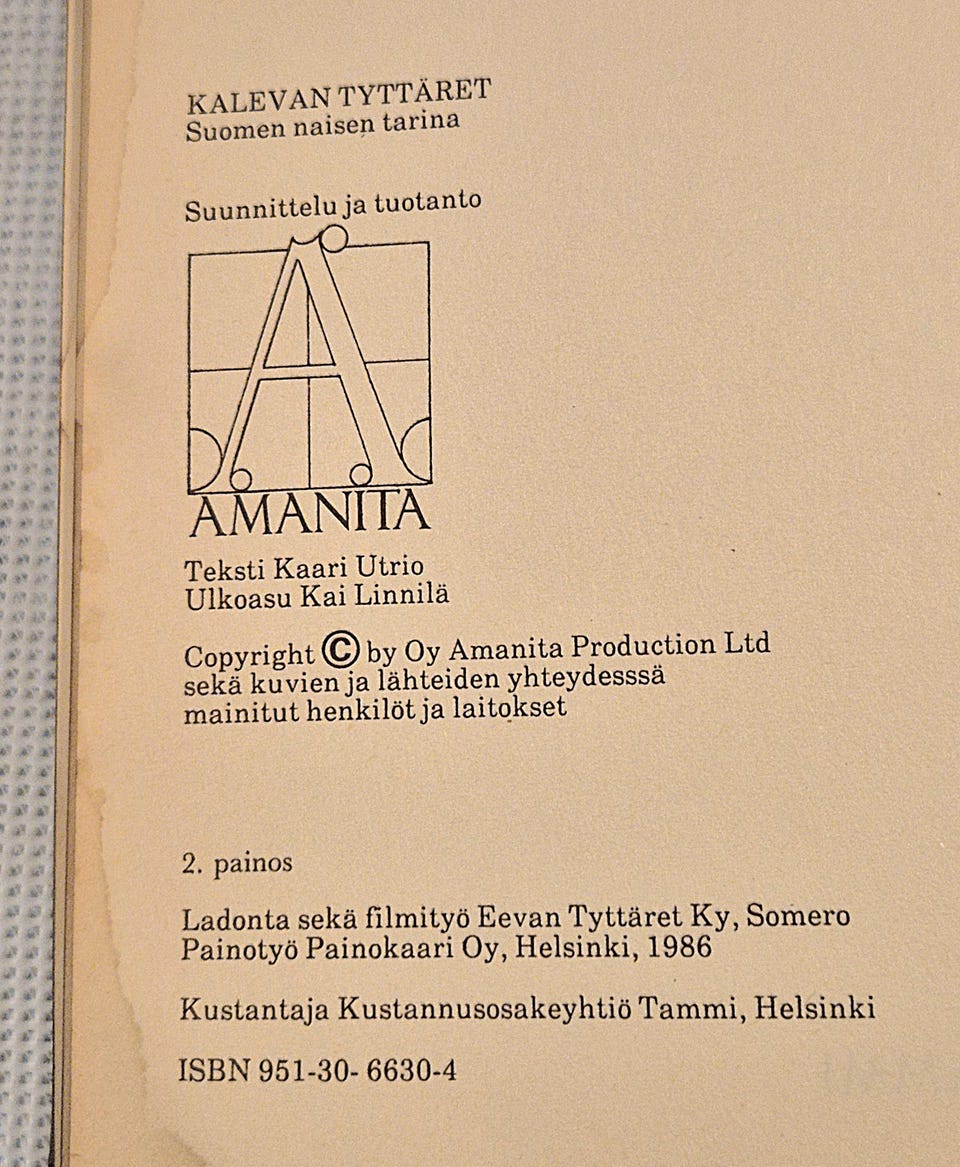 KALEVAN TYTTÄRET
Suomen naisen tarina
Suunnittelu ja tuotanto
A
AMANITA
Teksti Kaari Utrio
Ulkoasu Kai Linnilä
Copyright © by Oy Amanita Production Ltd
sekä kuvien ja lähteiden yhteydesssä
mainitut henkilöt ja laitokset
2. painos
Ladonta sekä filmityö Eevan Tyttäret Ky, Somero
Painotyö Painokaari Oy, Helsinki, 1986
Kustantaja Kustannusosakeyhtiö Tammi, Helsinki
ISBN 951-30- 6630-4